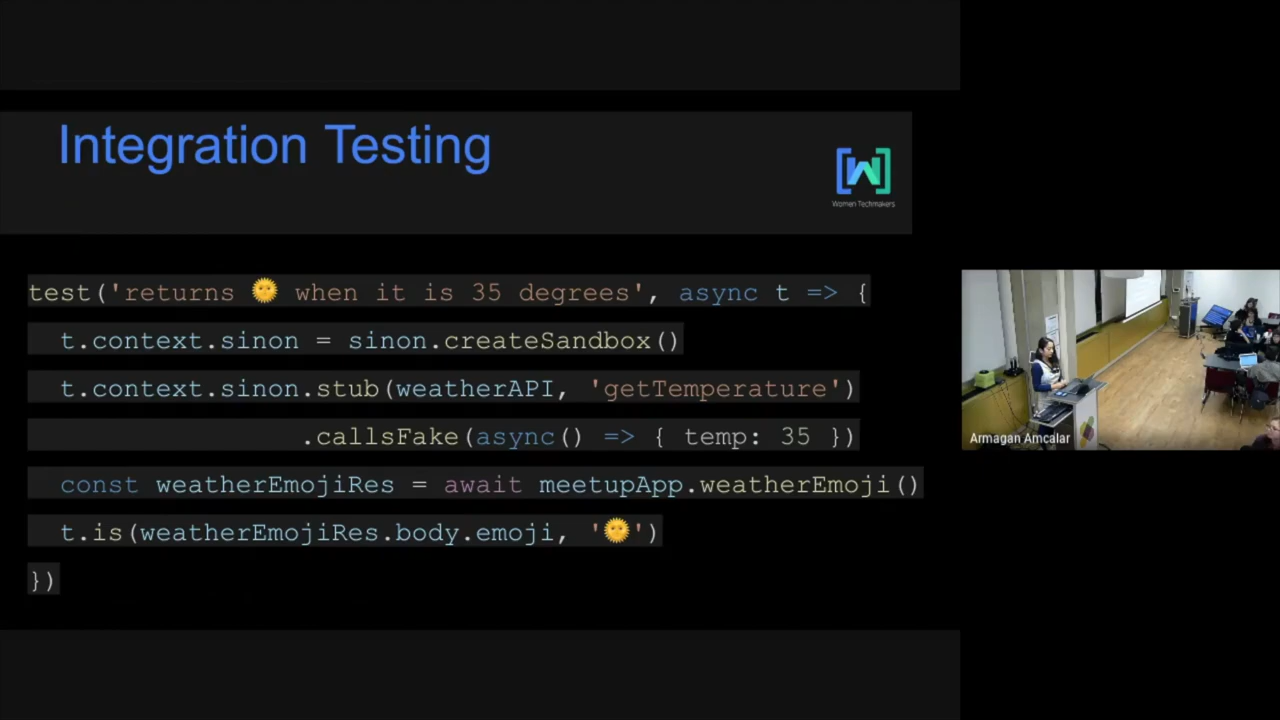 Integration Testing
Women Techmakers
test('returns 🌞 when it is 35 degrees', async t => {
t.context.sinon = sinon.createSandbox()
t.context.sinon.stub(weatherAPI, 'getTemperature')
.callsFake(async() => { temp: 35 })
const weatherEmojiRes = await meetupApp.weatherEmoji()
t.is(weatherEmojiRes.body.emoji, '🌞')
})
Armagan Amcalar